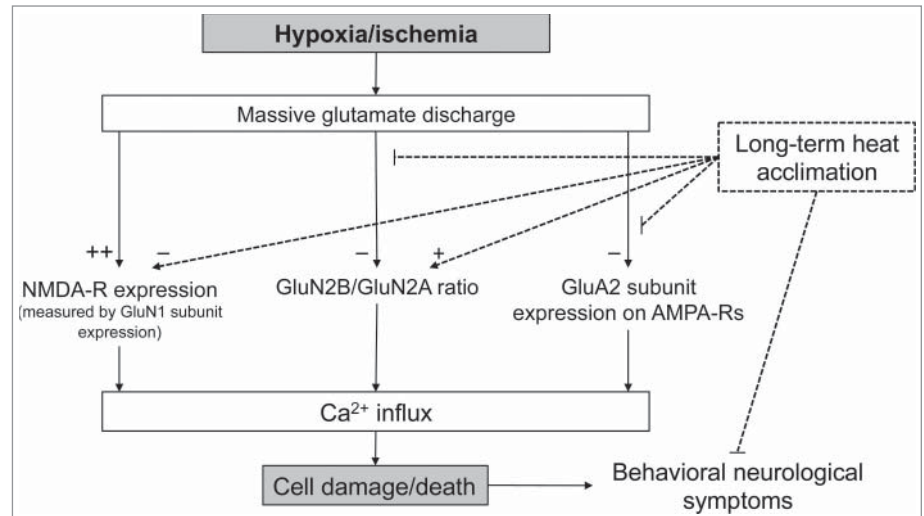 Hypoxia/ischemia
Massive glutamate discharge
Long-term heat
acclimation
++
–
–
+
–
NMDA-R expression
(measured by GluN1 subunit
expression)
GluN2B/GluN2A ratio
GluA2 subunit
expression on AMPA-Rs
Ca²⁺ influx
Cell damage/death
Behavioral neurological
symptoms